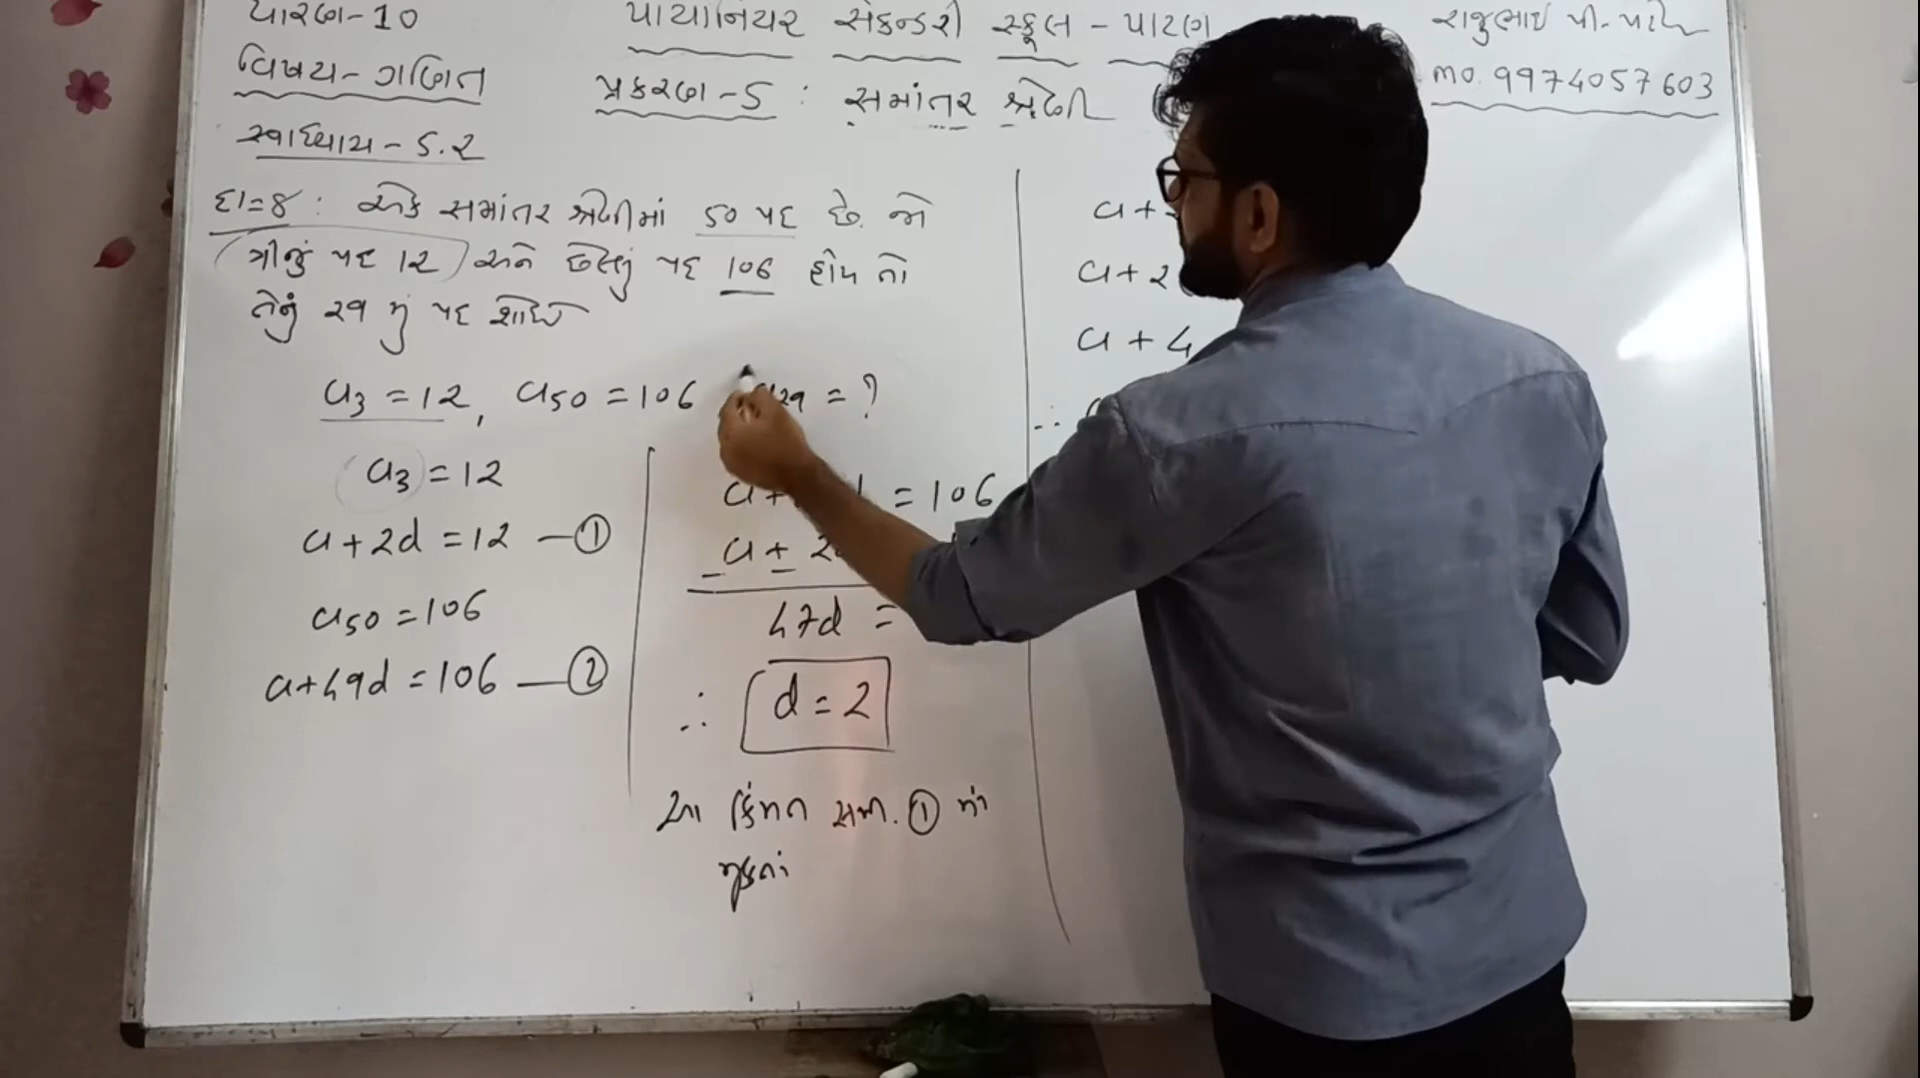 ધોરણ-10
વિષય-ગણિત
સ્વાધ્યાય-5.2
પાયોનિયર સેકન્ડરી સ્કૂલ - પાટણ
પ્રકરણ-5 : સમાંતર શ્રેઢી
રાજુભાઈ પી. પટેલ
mo. 9974057603
દા=8 : એક સમાંતર શ્રેઢીમાં 50 પદ છે. જો
ત્રીજું પદ 12 અને છેલ્લું પદ 106 હોય તો
તેનું 29 મું પદ શોધો
a3 = 12, a50 = 106 a29 = ?
a3 = 12
a + 2d = 12 — ①
a50 = 106
a + 49d = 106 — ②
a + = 106
a + 2
47d =
∴ d = 2
આ કિંમત સમી. ① માં
મુકતાં
a +
a + 2
a + 4
∴